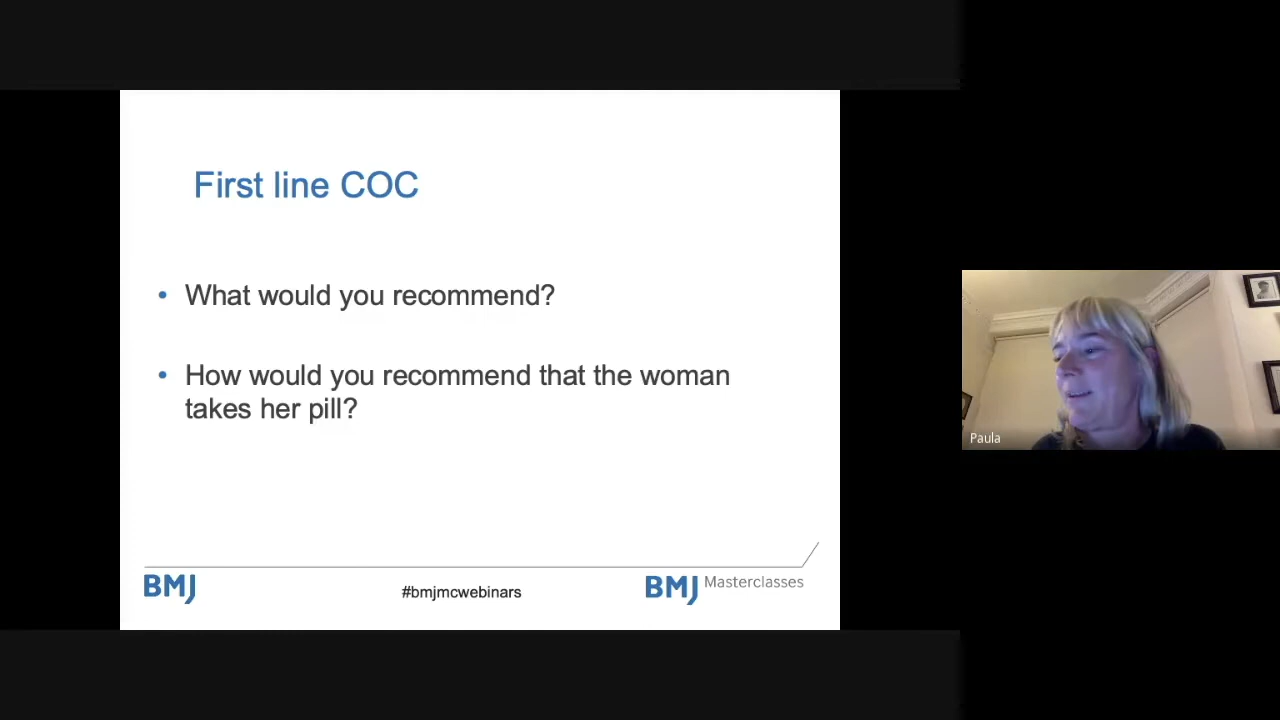 First line COC
• What would you recommend?
• How would you recommend that the woman
takes her pill?
BMJ
#bmjmcwebinars
BMJ Masterclasses
Paula